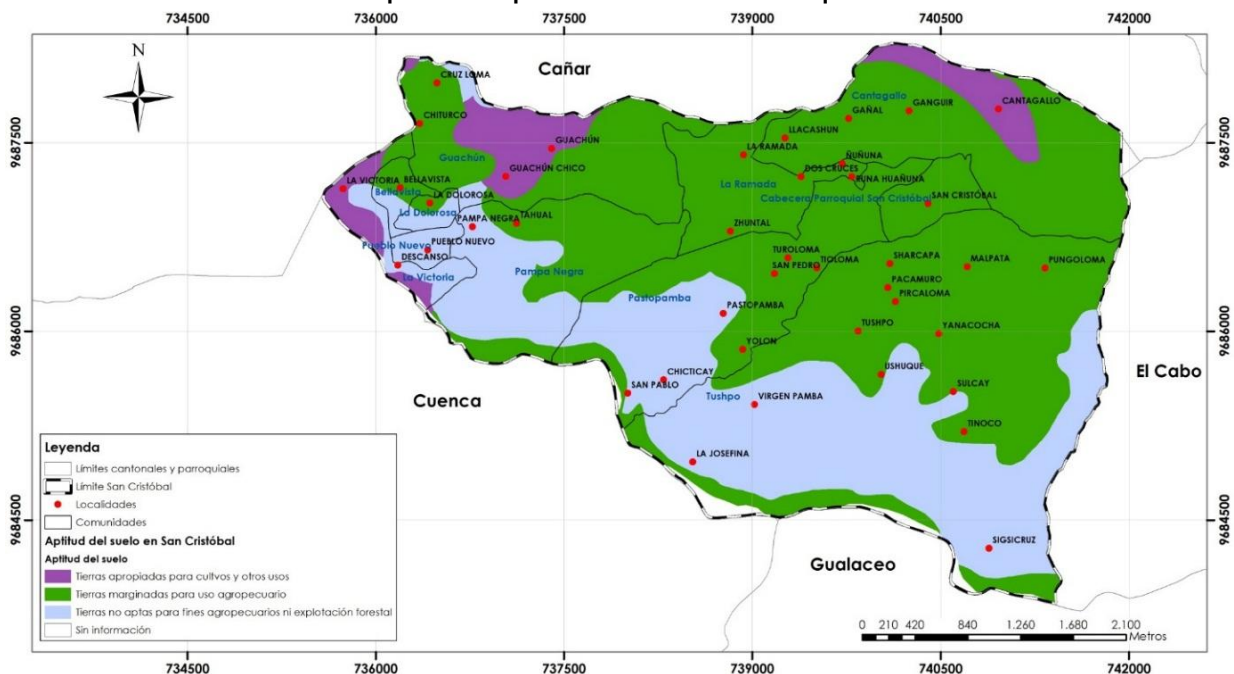 734500 736000 737500 739000 740500 742000
N
Cañar
CRUZ LOMA
Cantagallo
GANGUIR
CANTAGALLO
GAÑAL
CHITURCO
9687500
9687500
LLACASHUN
GUACHÚN
LA RAMADA
Guachún
ÑUÑUNA
GUACHÚN CHICO
DOS CRUCES
RUNA HUAÑUNA
LA VICTORIA
BELLAVISTA
Bellavista
La Ramada
Cabecera Parroquial San Cristóbal
SAN CRISTÓBAL
LA DOLOROSA
La Dolorosa
PAMPA NEGRA
TAHUAL
ZHUNTAL
Pueblo Nuevo
PUEBLO NUEVO
DESCANSO
La Victoria
Pampa Negra
TUROLOMA
SAN PEDRO
TIOLOMA
SHARCAPA
MALPATA
PUNGOLOMA
PACAMURO
PIRCALOMA
Pastopamba
PASTOPAMBA
9686000
9686000
TUSHPO
YANACOCHA
YOLON
El Cabo
USHUQUE
CHICTICAY
SAN PABLO
SULCAY
Cuenca
Tushpo
VIRGEN PAMBA
TINOCO
LA JOSEFINA
9684500
9684500
SIGSICRUZ
Gualaceo
Leyenda
Límites cantonales y parroquiales
Límite San Cristóbal
Localidades
Comunidades
Aptitud del suelo en San Cristóbal
Aptitud del suelo
Tierras apropiadas para cultivos y otros usos
Tierras marginadas para uso agropecuario
Tierras no aptas para fines agropecuarios ni explotación forestal
Sin información
0 210 420 840 1.260 1.680 2.100
Metros
734500 736000 737500 739000 740500 742000